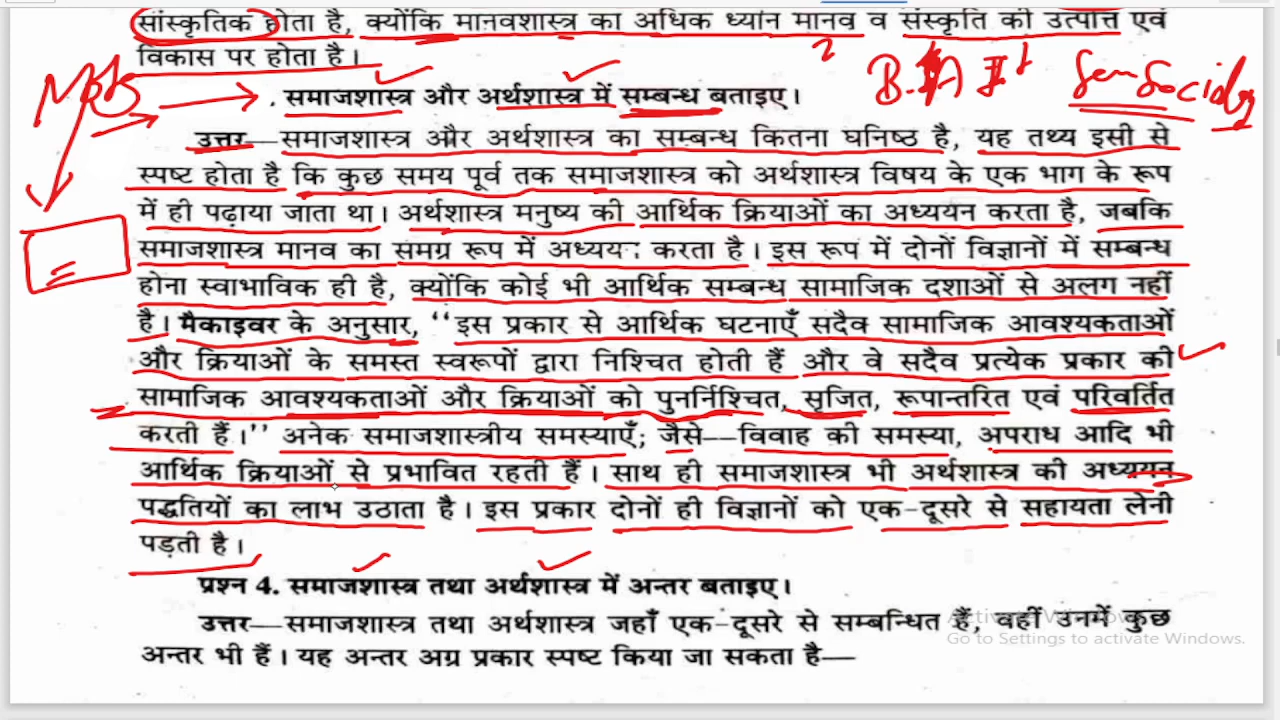 सांस्कृतिक होता है, क्योंकि मानवशास्त्र का अधिक ध्यान मानव व संस्कृति की उत्पत्ति एवं
विकास पर होता है।
B.A I
Sem Sociology
Nots
. समाजशास्त्र और अर्थशास्त्र में सम्बन्ध बताइए।
उत्तर—समाजशास्त्र और अर्थशास्त्र का सम्बन्ध कितना घनिष्ठ है, यह तथ्य इसी से
स्पष्ट होता है कि कुछ समय पूर्व तक समाजशास्त्र को अर्थशास्त्र विषय के एक भाग के रूप
में ही पढ़ाया जाता था। अर्थशास्त्र मनुष्य की आर्थिक क्रियाओं का अध्ययन करता है, जबकि
समाजशास्त्र मानव का समग्र रूप में अध्यय: करता है। इस रूप में दोनों विज्ञानों में सम्बन्ध
होना स्वाभाविक ही है, क्योंकि कोई भी आर्थिक सम्बन्ध सामाजिक दशाओं से अलग नहीं
है। मैकाइवर के अनुसार, ‘‘इस प्रकार से आर्थिक घटनाएँ सदैव सामाजिक आवश्यकताओं
और क्रियाओं के समस्त स्वरूपों द्वारा निश्चित होती हैं और वे सदैव प्रत्येक प्रकार की
सामाजिक आवश्यकताओं और क्रियाओं को पुनर्निश्चित, सृजित, रूपान्तरित एवं परिवर्तित
करती हैं।’’ अनेक समाजशास्त्रीय समस्याएँ; जैसे—विवाह की समस्या, अपराध आदि भी
आर्थिक क्रियाओं से प्रभावित रहती हैं। साथ ही समाजशास्त्र भी अर्थशास्त्र की अध्ययन
पद्धतियों का लाभ उठाता है। इस प्रकार दोनों ही विज्ञानों को एक-दूसरे से सहायता लेनी
पड़ती है।
प्रश्न 4. समाजशास्त्र तथा अर्थशास्त्र में अन्तर बताइए।
उत्तर—समाजशास्त्र तथा अर्थशास्त्र जहाँ एक-दूसरे से सम्बन्धित हैं, वहीं उनमें कुछ
अन्तर भी हैं। यह अन्तर अग्र प्रकार स्पष्ट किया जा सकता है—
Activate Windows
Go to Settings to activate Windows.